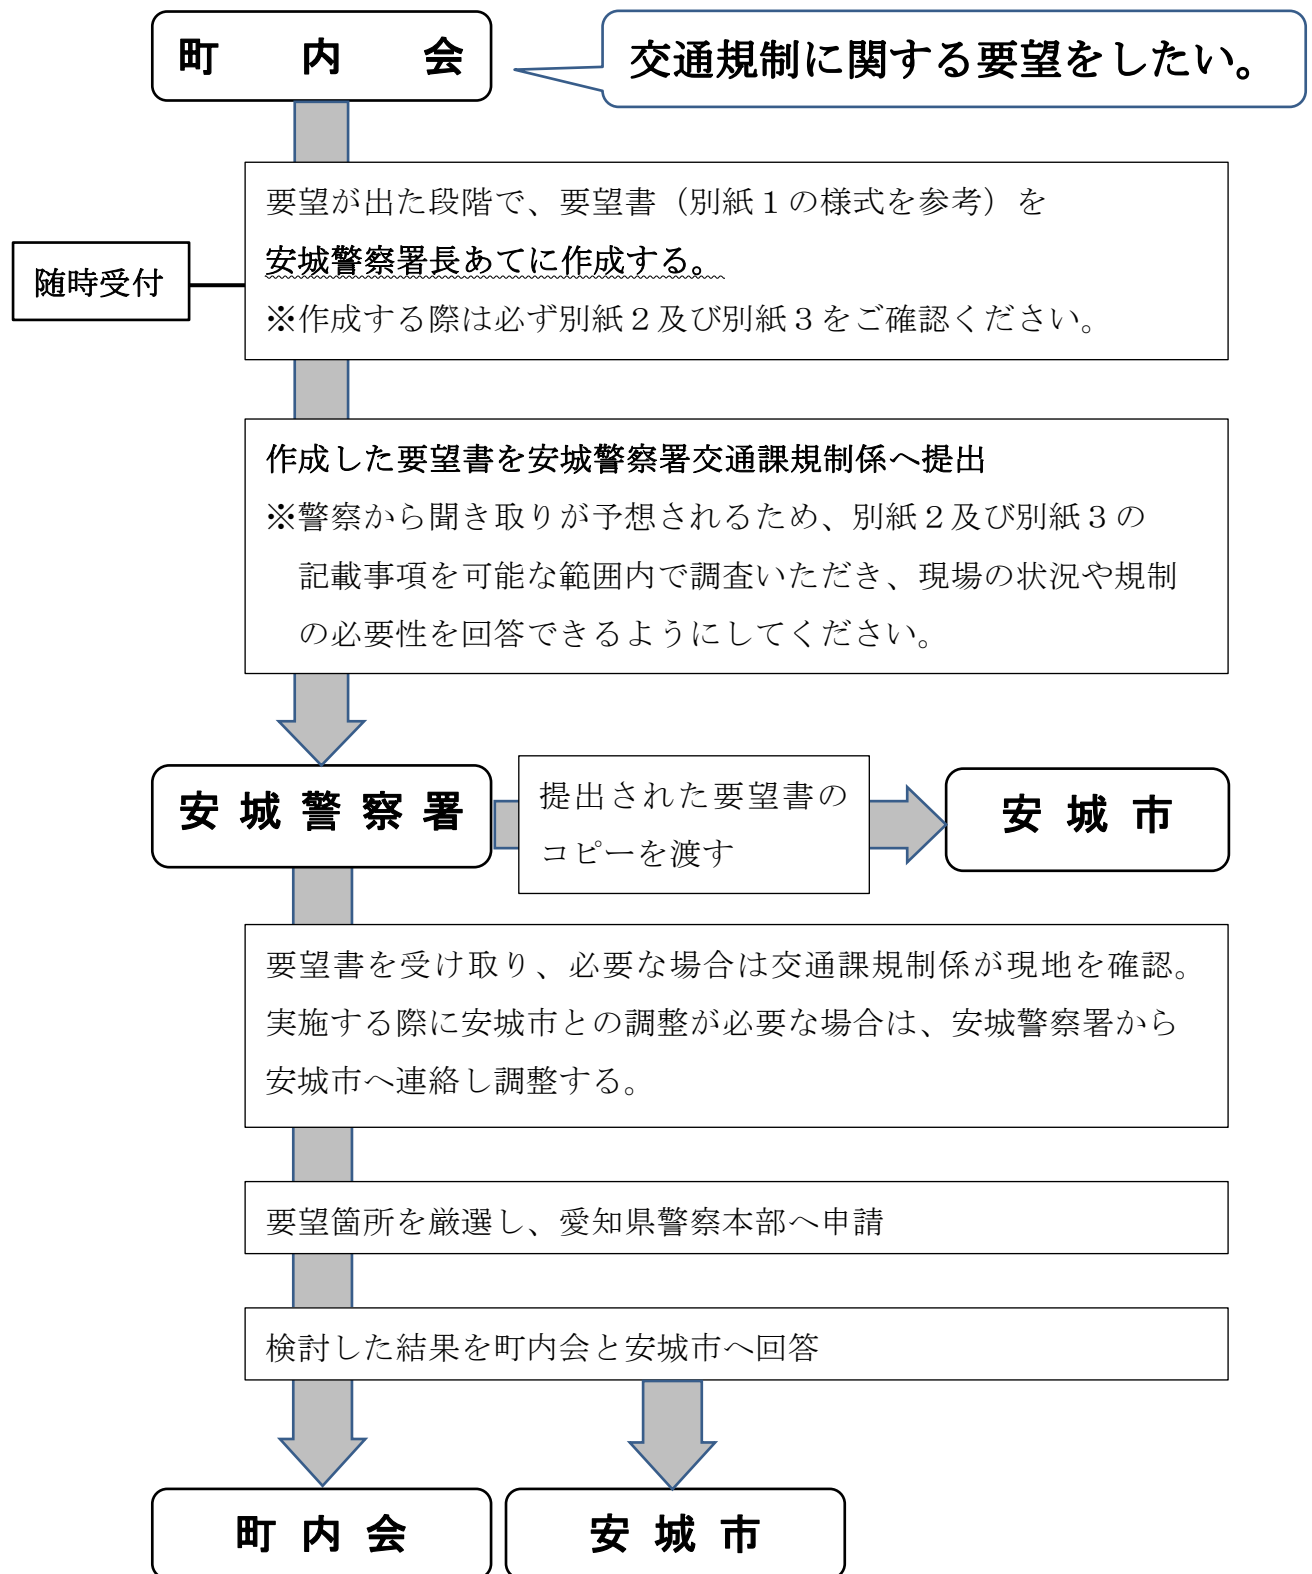 町内会
交通規制に関する要望をしたい。
要望が出た段階で、要望書（別紙１の様式を参考）を
安城警察署長あてに作成する。
※作成する際は必ず別紙２及び別紙３をご確認ください。
随時受付
作成した要望書を安城警察署交通課規制係へ提出
※警察から聞き取りが予想されるため、別紙２及び別紙３の
記載事項を可能な範囲内で調査いただき、現場の状況や規制
の必要性を回答できるようにしてください。
安城警察署
提出された要望書の
コピーを渡す
安城市
要望書を受け取り、必要な場合は交通課規制係が現地を確認。
実施する際に安城市との調整が必要な場合は、安城警察署から
安城市へ連絡し調整する。
要望箇所を厳選し、愛知県警察本部へ申請
検討した結果を町内会と安城市へ回答
町内会
安城市